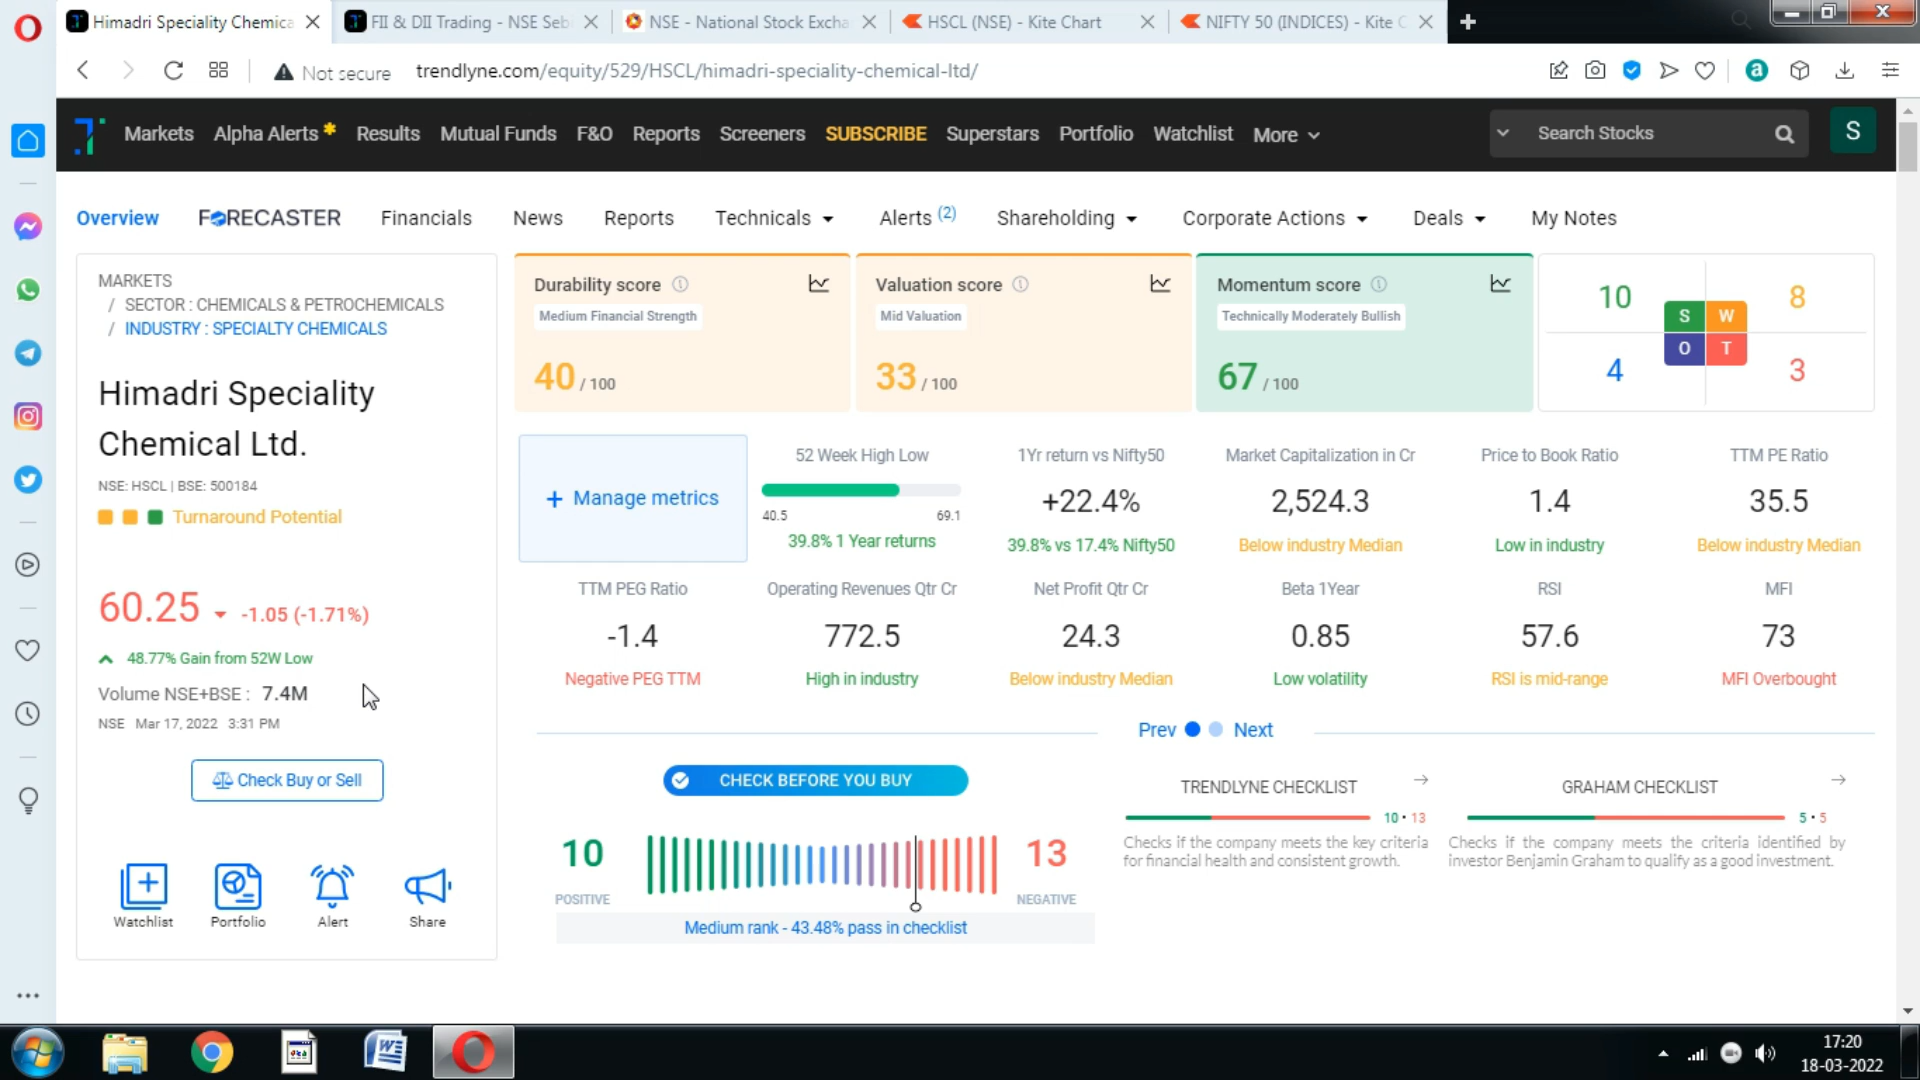 Himadri Speciality Chemica
FII & DII Trading - NSE Seb
NSE - National Stock Excha
HSCL (NSE) - Kite Chart
NIFTY 50 (INDICES) - Kite C
Not secure
trendlyne.com/equity/529/HSCL/himadri-speciality-chemical-ltd/
Markets Alpha Alerts Results Mutual Funds F&O Reports Screeners SUBSCRIBE Superstars Portfolio Watchlist More
Search Stocks
S
Overview FORECASTER Financials News Reports Technicals Alerts (2) Shareholding Corporate Actions Deals My Notes
MARKETS
/ SECTOR : CHEMICALS & PETROCHEMICALS
/ INDUSTRY : SPECIALTY CHEMICALS
Himadri Speciality
Chemical Ltd.
NSE: HSCL | BSE: 500184
Turnaround Potential
60.25 -1.05 (-1.71%)
48.77% Gain from 52W Low
Volume NSE+BSE : 7.4M
NSE Mar 17, 2022 3:31 PM
Check Buy or Sell
Watchlist Portfolio Alert Share
Durability score
Medium Financial Strength
40 / 100
Valuation score
Mid Valuation
33 / 100
Momentum score
Technically Moderately Bullish
67 / 100
10 S W 8
4 O T 3
+ Manage metrics
52 Week High Low
40.5 69.1
39.8% 1 Year returns
1Yr return vs Nifty50
+22.4%
39.8% vs 17.4% Nifty50
Market Capitalization in Cr
2,524.3
Below industry Median
Price to Book Ratio
1.4
Low in industry
TTM PE Ratio
35.5
Below industry Median
TTM PEG Ratio
-1.4
Negative PEG TTM
Operating Revenues Qtr Cr
772.5
High in industry
Net Profit Qtr Cr
24.3
Below industry Median
Beta 1Year
0.85
Low volatility
RSI
57.6
RSI is mid-range
MFI
73
MFI Overbought
Prev Next
CHECK BEFORE YOU BUY
10
POSITIVE
13
NEGATIVE
Medium rank - 43.48% pass in checklist
TRENDLYNE CHECKLIST
10 • 13
Checks if the company meets the key criteria
for financial health and consistent growth.
GRAHAM CHECKLIST
5 • 5
Checks if the company meets the criteria identified by
investor Benjamin Graham to qualify as a good investment.
17:20
18-03-2022